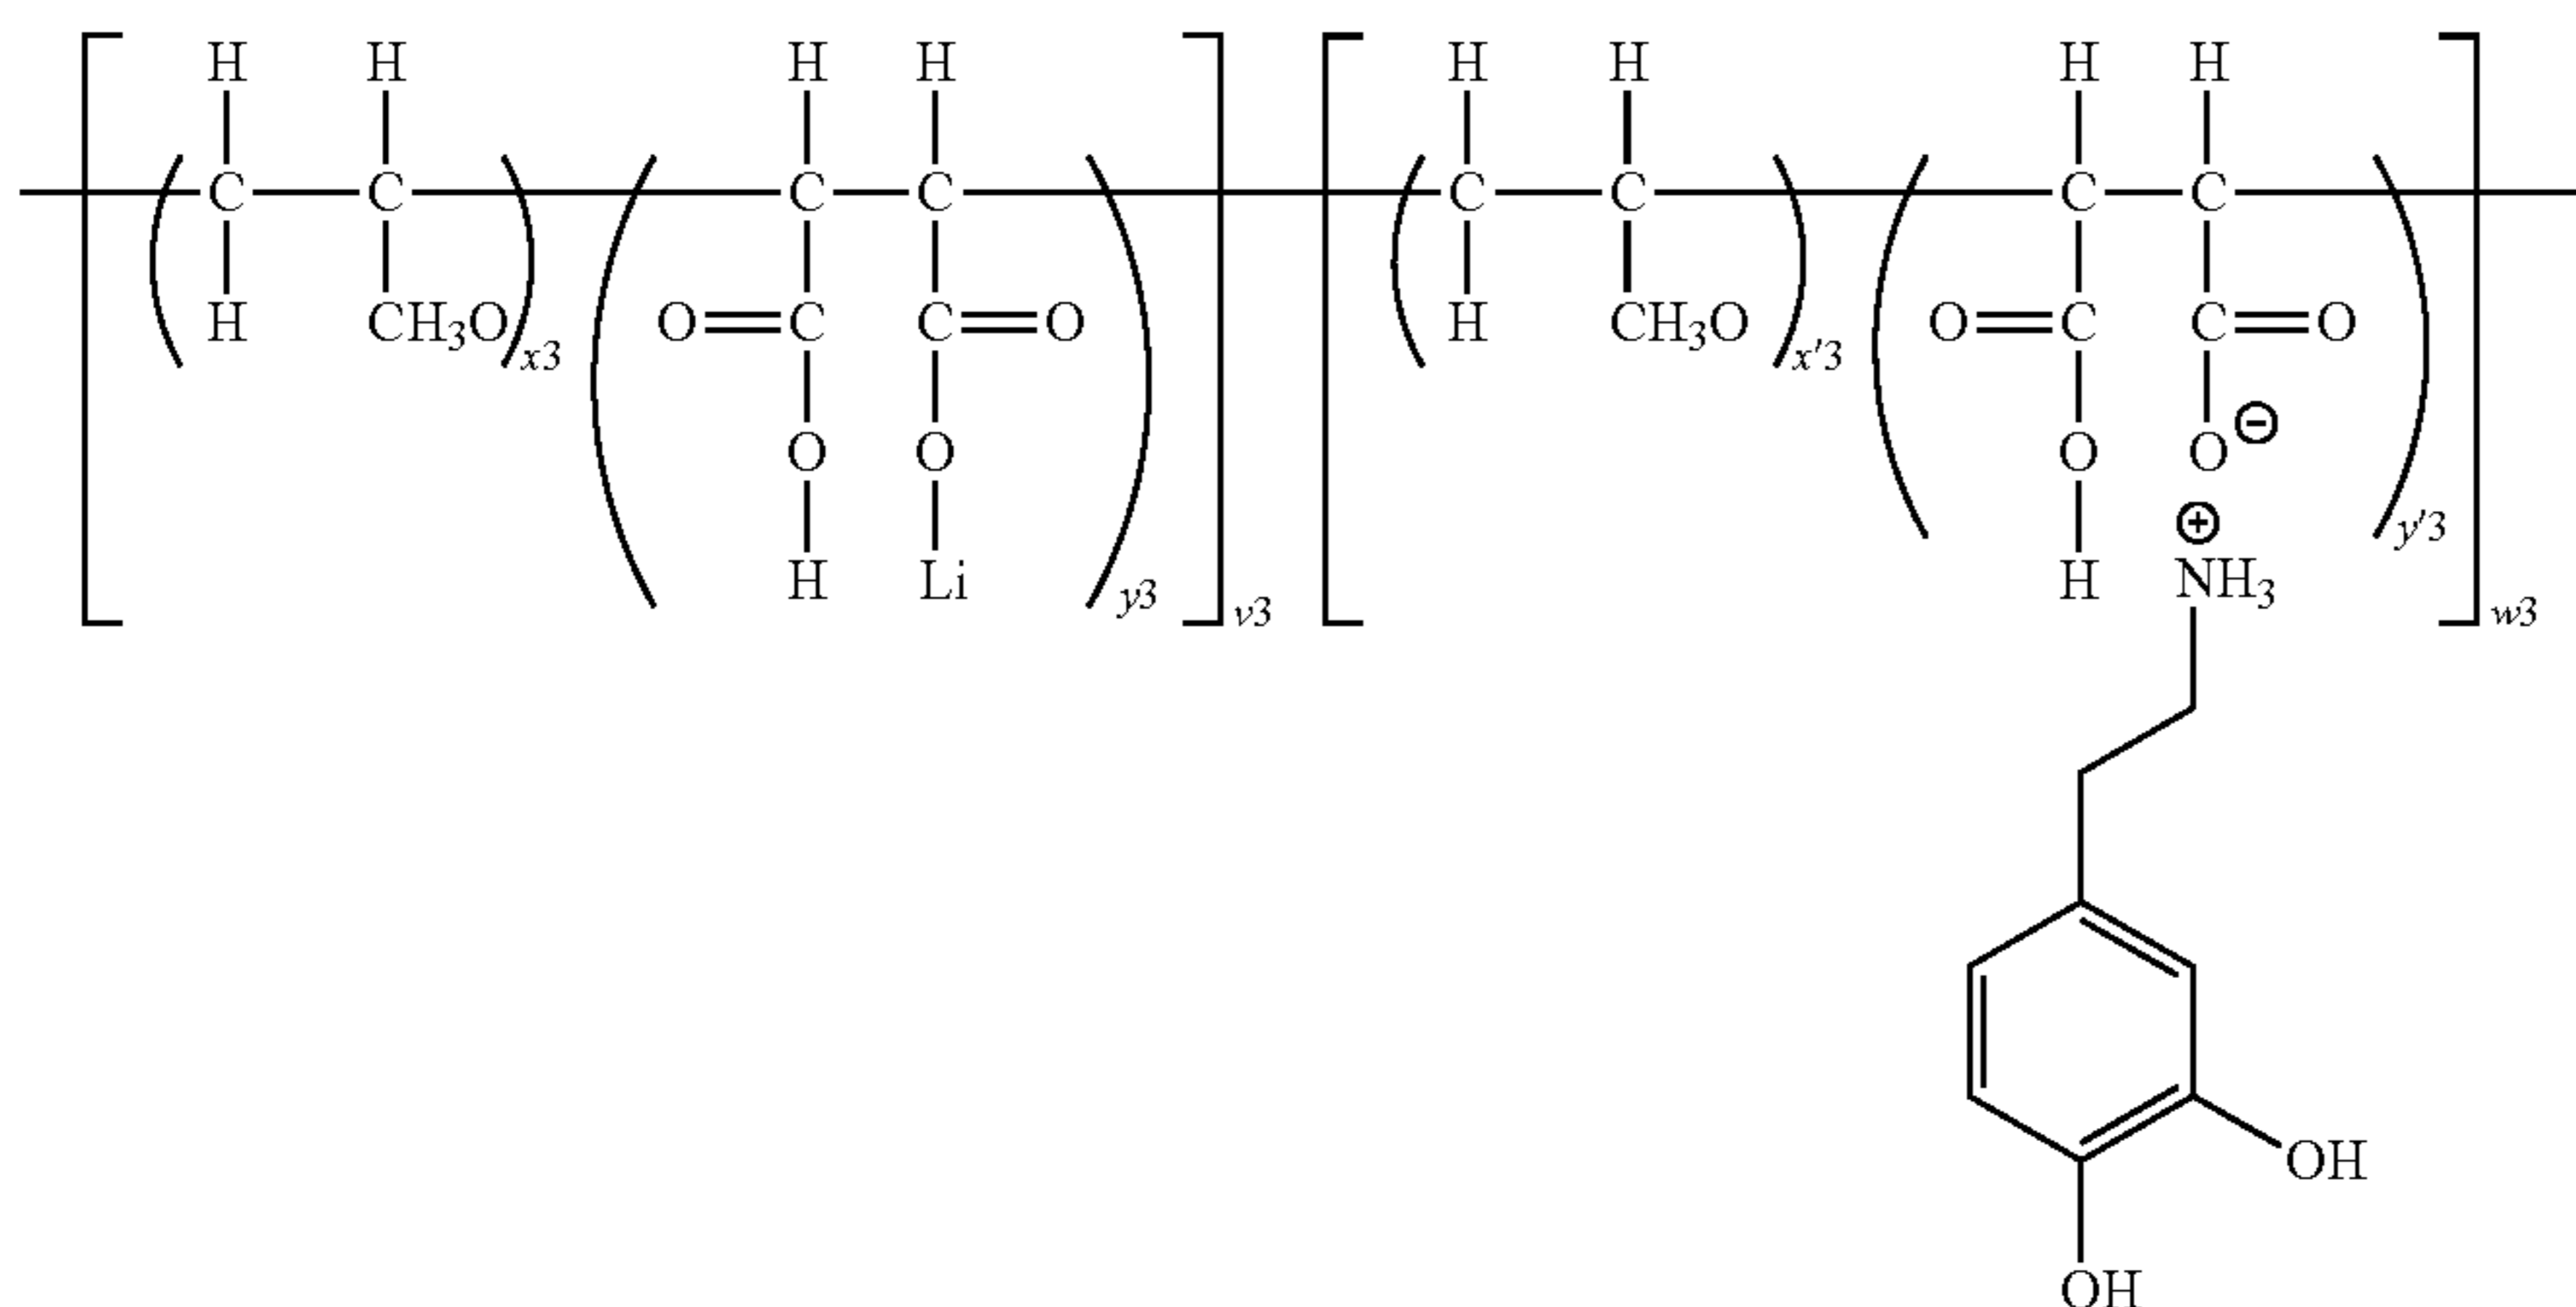 H H H H H H H H
C C C C C C C C
H CH3O x3 O C C O H CH3O x'3 O C C O
O O O ⊖
⊕
H Li y3 v3 H NH3 y'3 w3
OH
OH